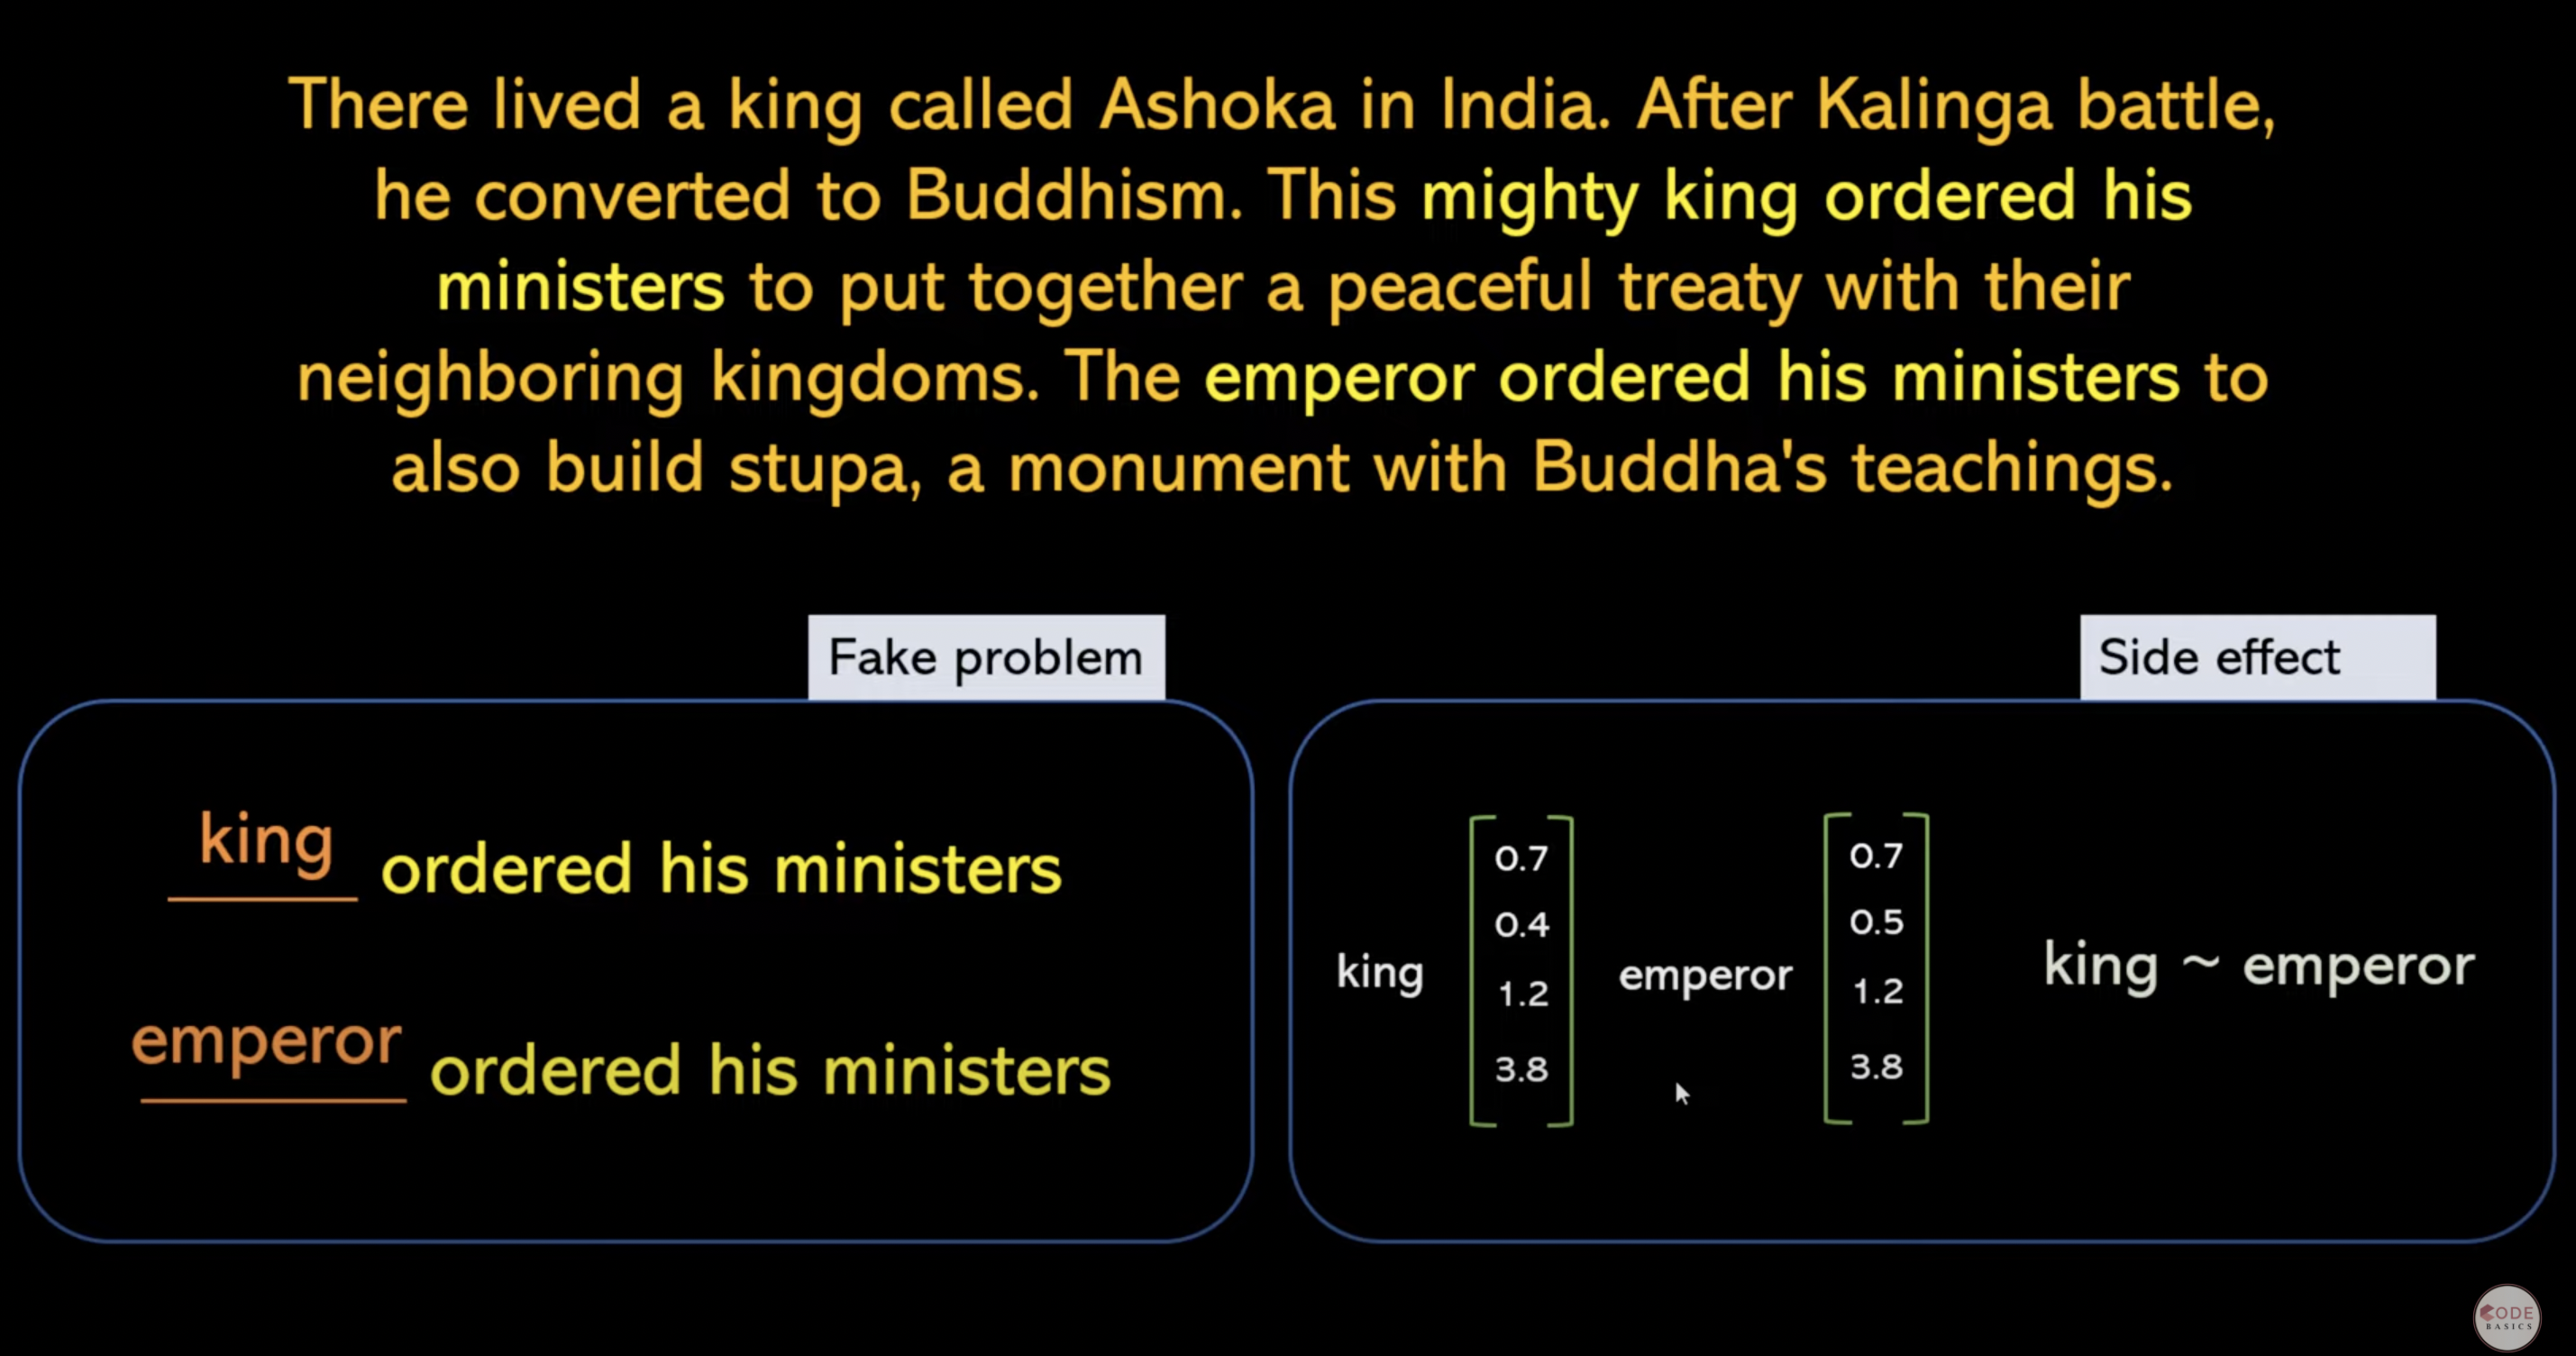 There lived a king called Ashoka in India. After Kalinga battle,
he converted to Buddhism. This mighty king ordered his
ministers to put together a peaceful treaty with their
neighboring kingdoms. The emperor ordered his ministers to
also build stupa, a monument with Buddha's teachings.
Fake problem
king ordered his ministers
emperor ordered his ministers
Side effect
king
0.7
0.4
1.2
3.8
emperor
0.7
0.5
1.2
3.8
king ~ emperor
CODE
BASICS